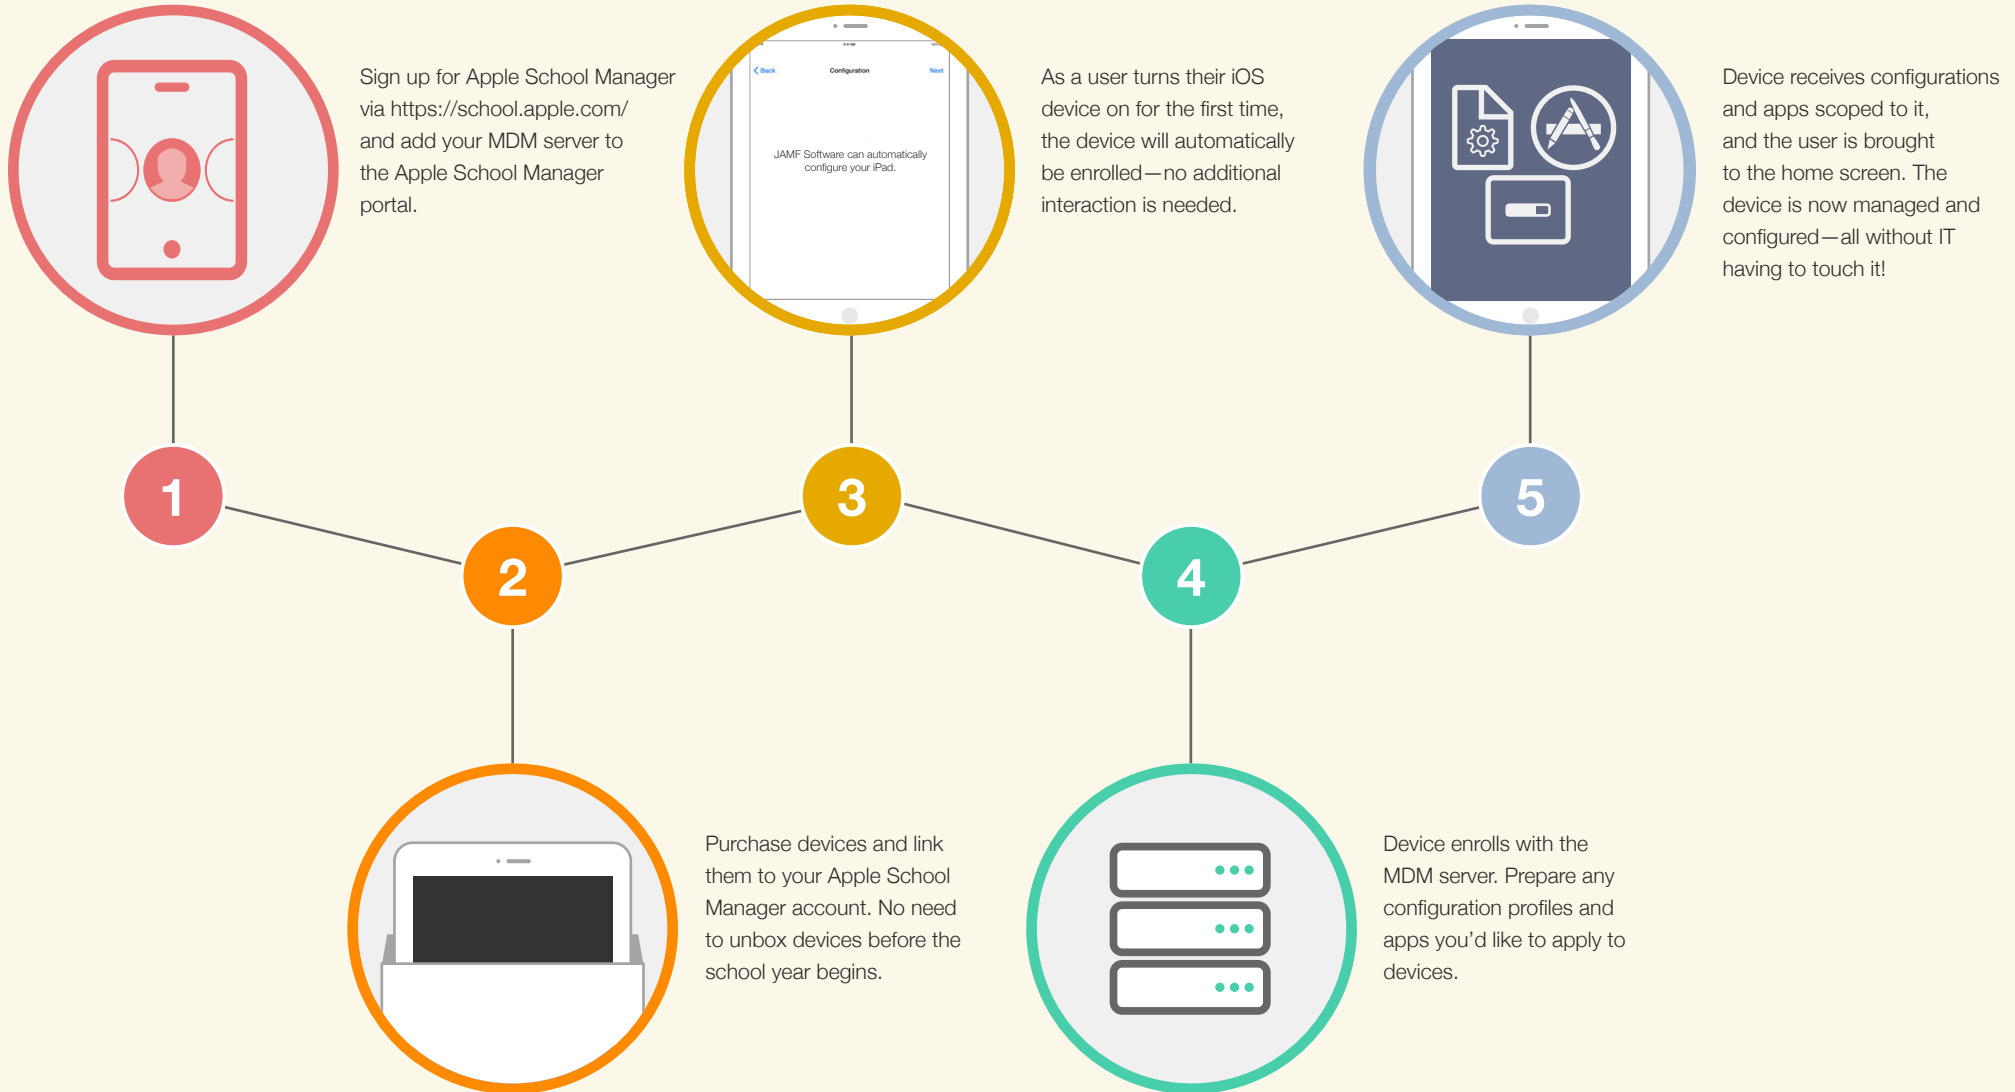 Sign up for Apple School Manager
via https://school.apple.com/
and add your MDM server to
the Apple School Manager
portal.
Back
Configuration
Next
JAMF Software can automatically
configure your iPad.
As a user turns their iOS
device on for the first time,
the device will automatically
be enrolled—no additional
interaction is needed.
Device receives configurations
and apps scoped to it,
and the user is brought
to the home screen. The
device is now managed and
configured—all without IT
having to touch it!
1
2
3
4
5
Purchase devices and link
them to your Apple School
Manager account. No need
to unbox devices before the
school year begins.
Device enrolls with the
MDM server. Prepare any
configuration profiles and
apps you’d like to apply to
devices.